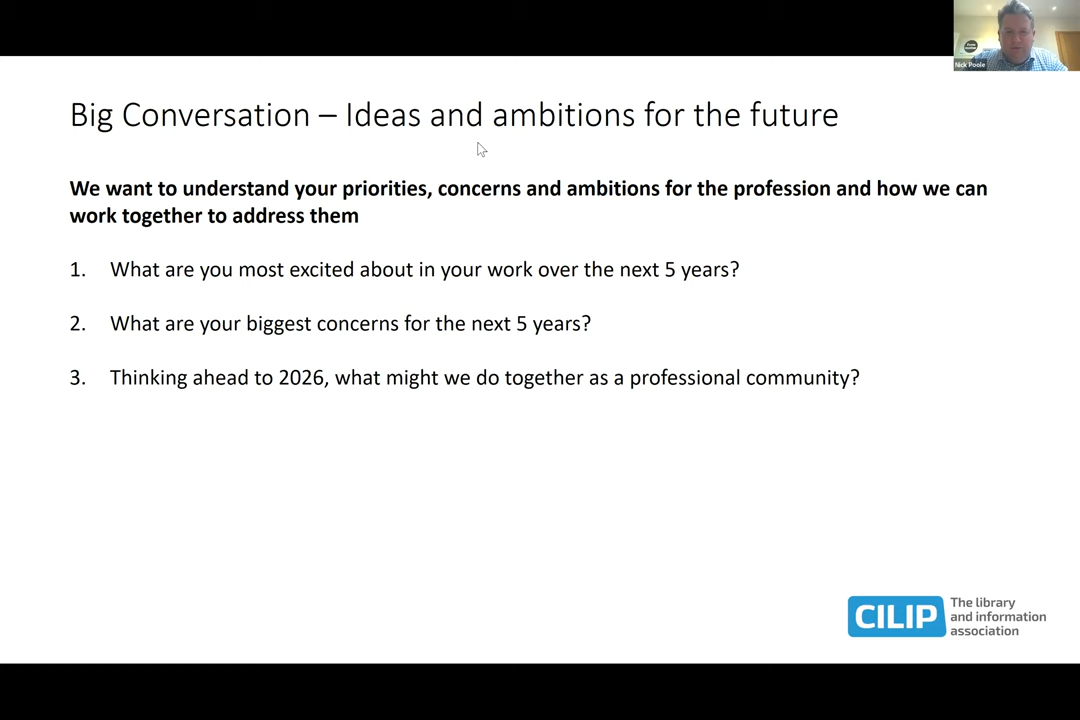 Nick Poole
Big Conversation – Ideas and ambitions for the future
We want to understand your priorities, concerns and ambitions for the profession and how we can
work together to address them
1. What are you most excited about in your work over the next 5 years?
2. What are your biggest concerns for the next 5 years?
3. Thinking ahead to 2026, what might we do together as a professional community?
CILIP
The library
and information
association